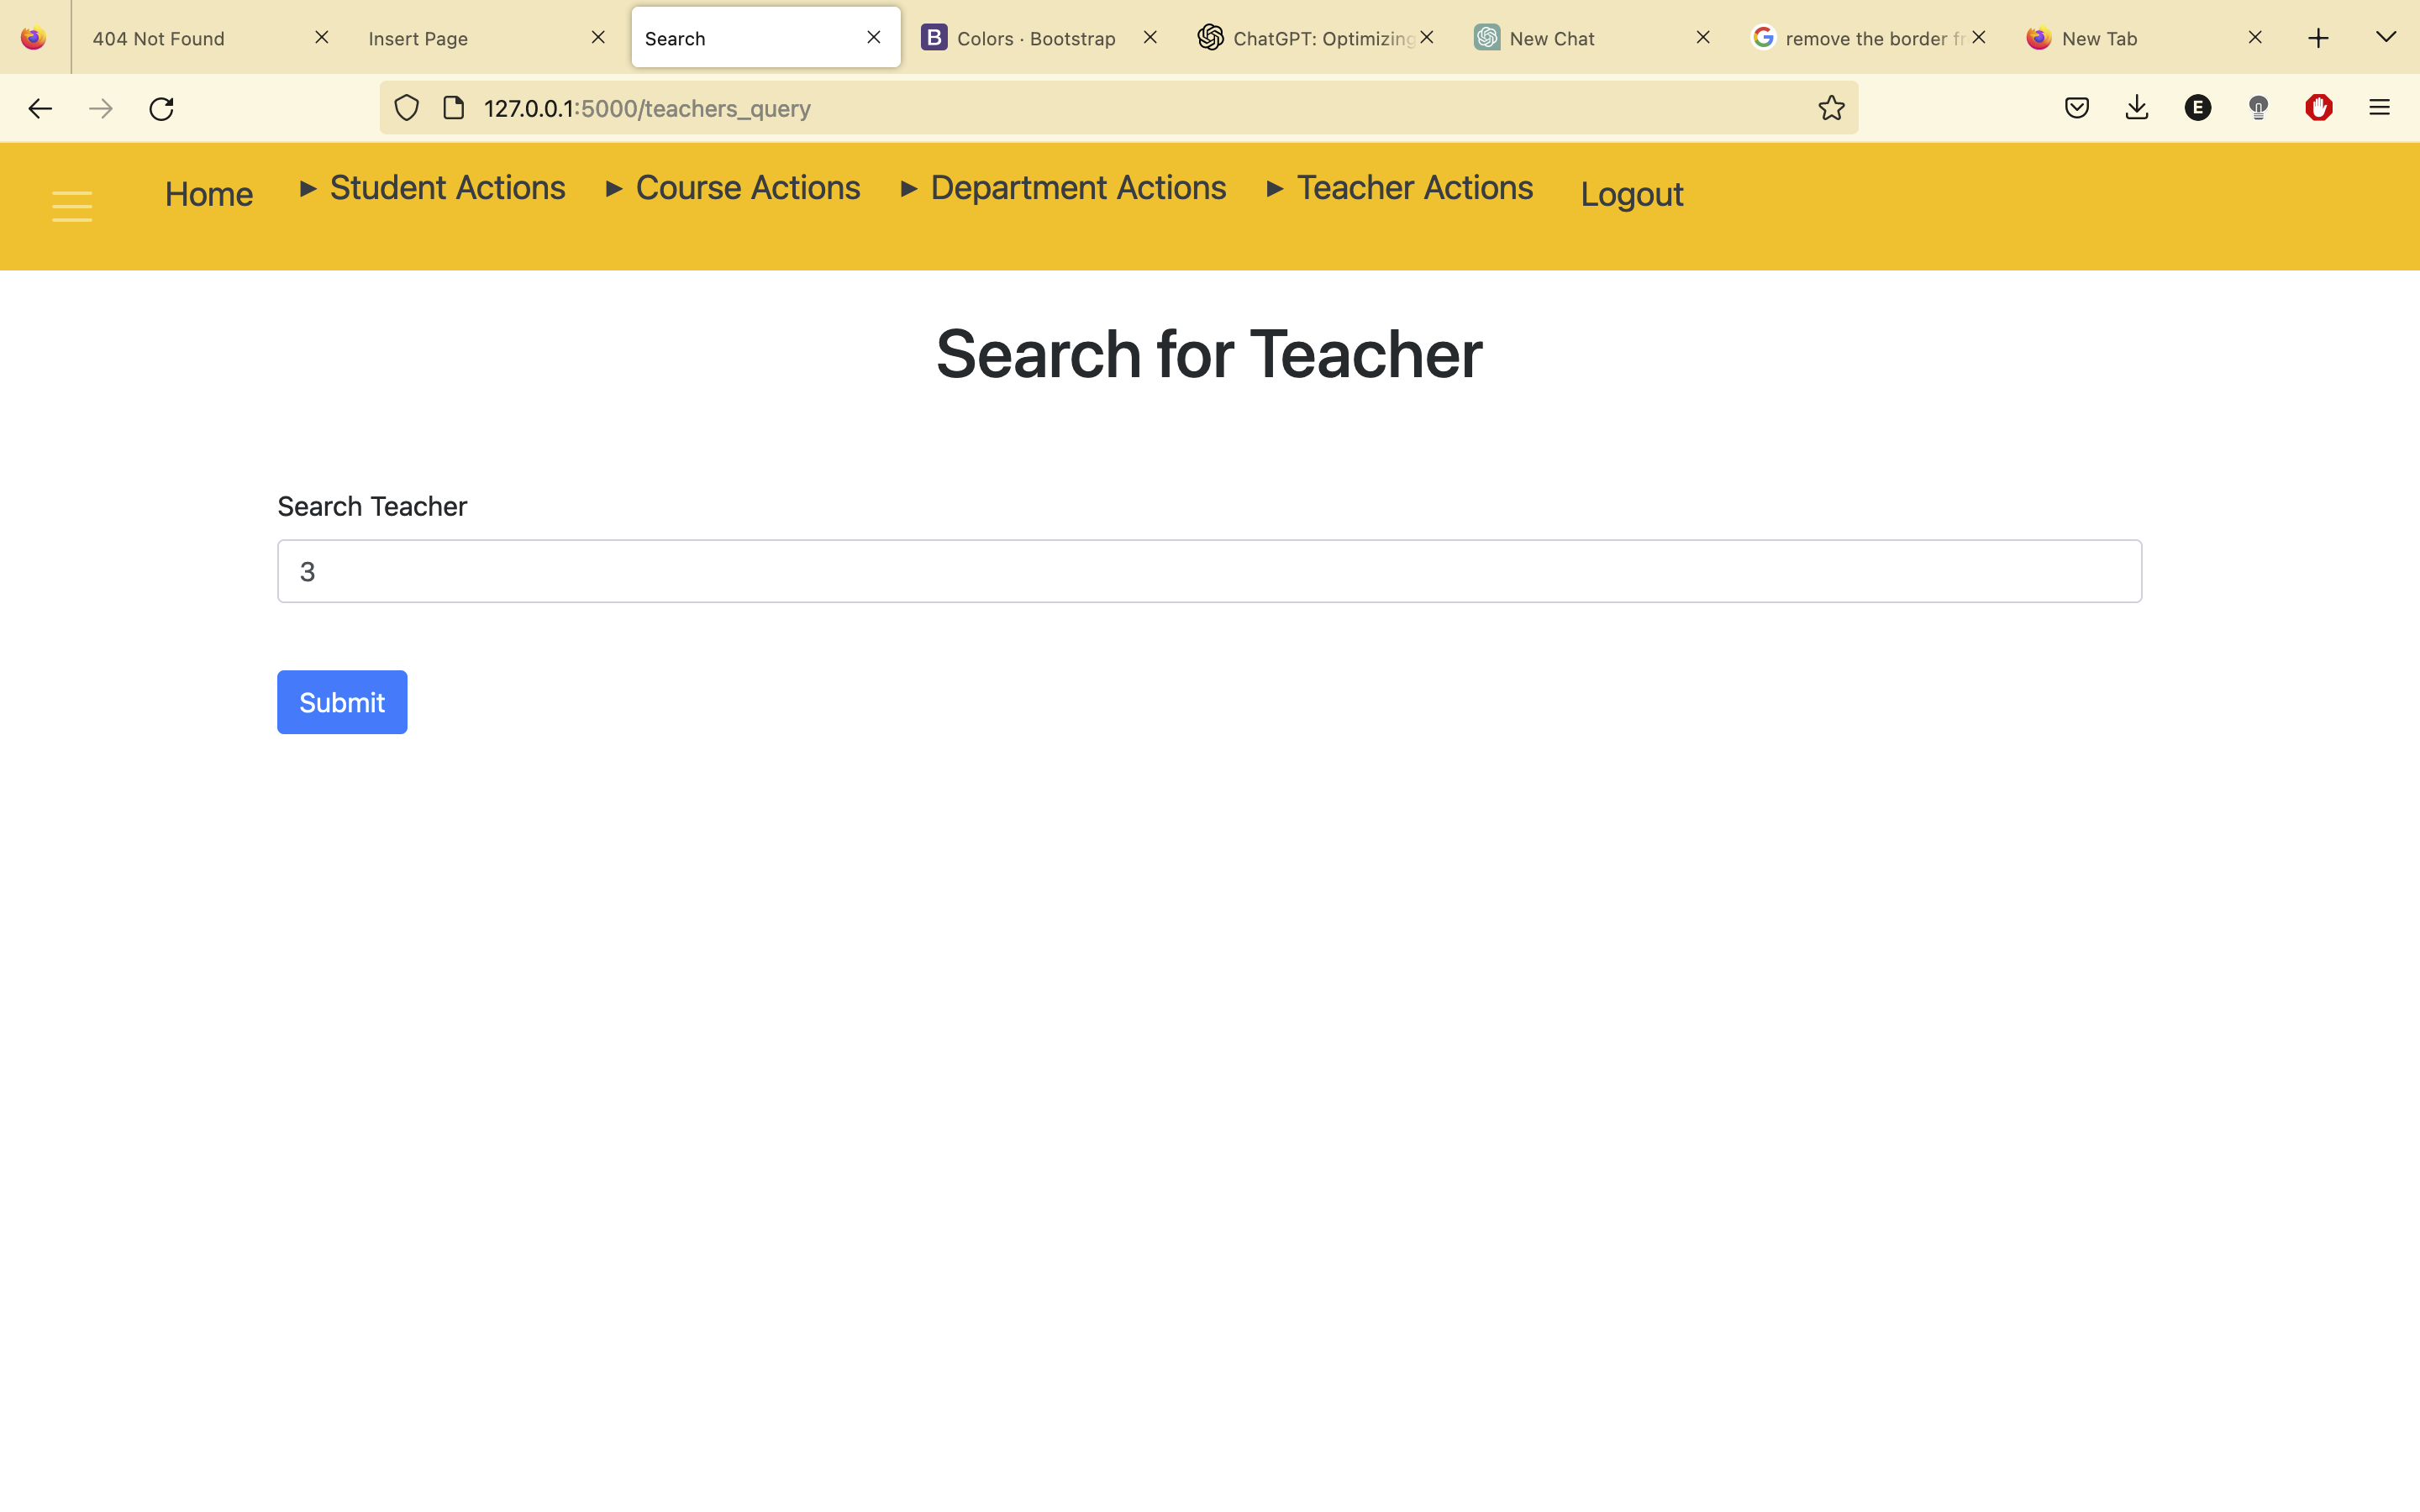 404 Not Found
Insert Page
Search
B Colors · Bootstrap
ChatGPT: Optimizing
New Chat
remove the border fr
New Tab
127.0.0.1:5000/teachers_query
E
Home
Student Actions
Course Actions
Department Actions
Teacher Actions
Logout
Search for Teacher
Search Teacher
3
Submit